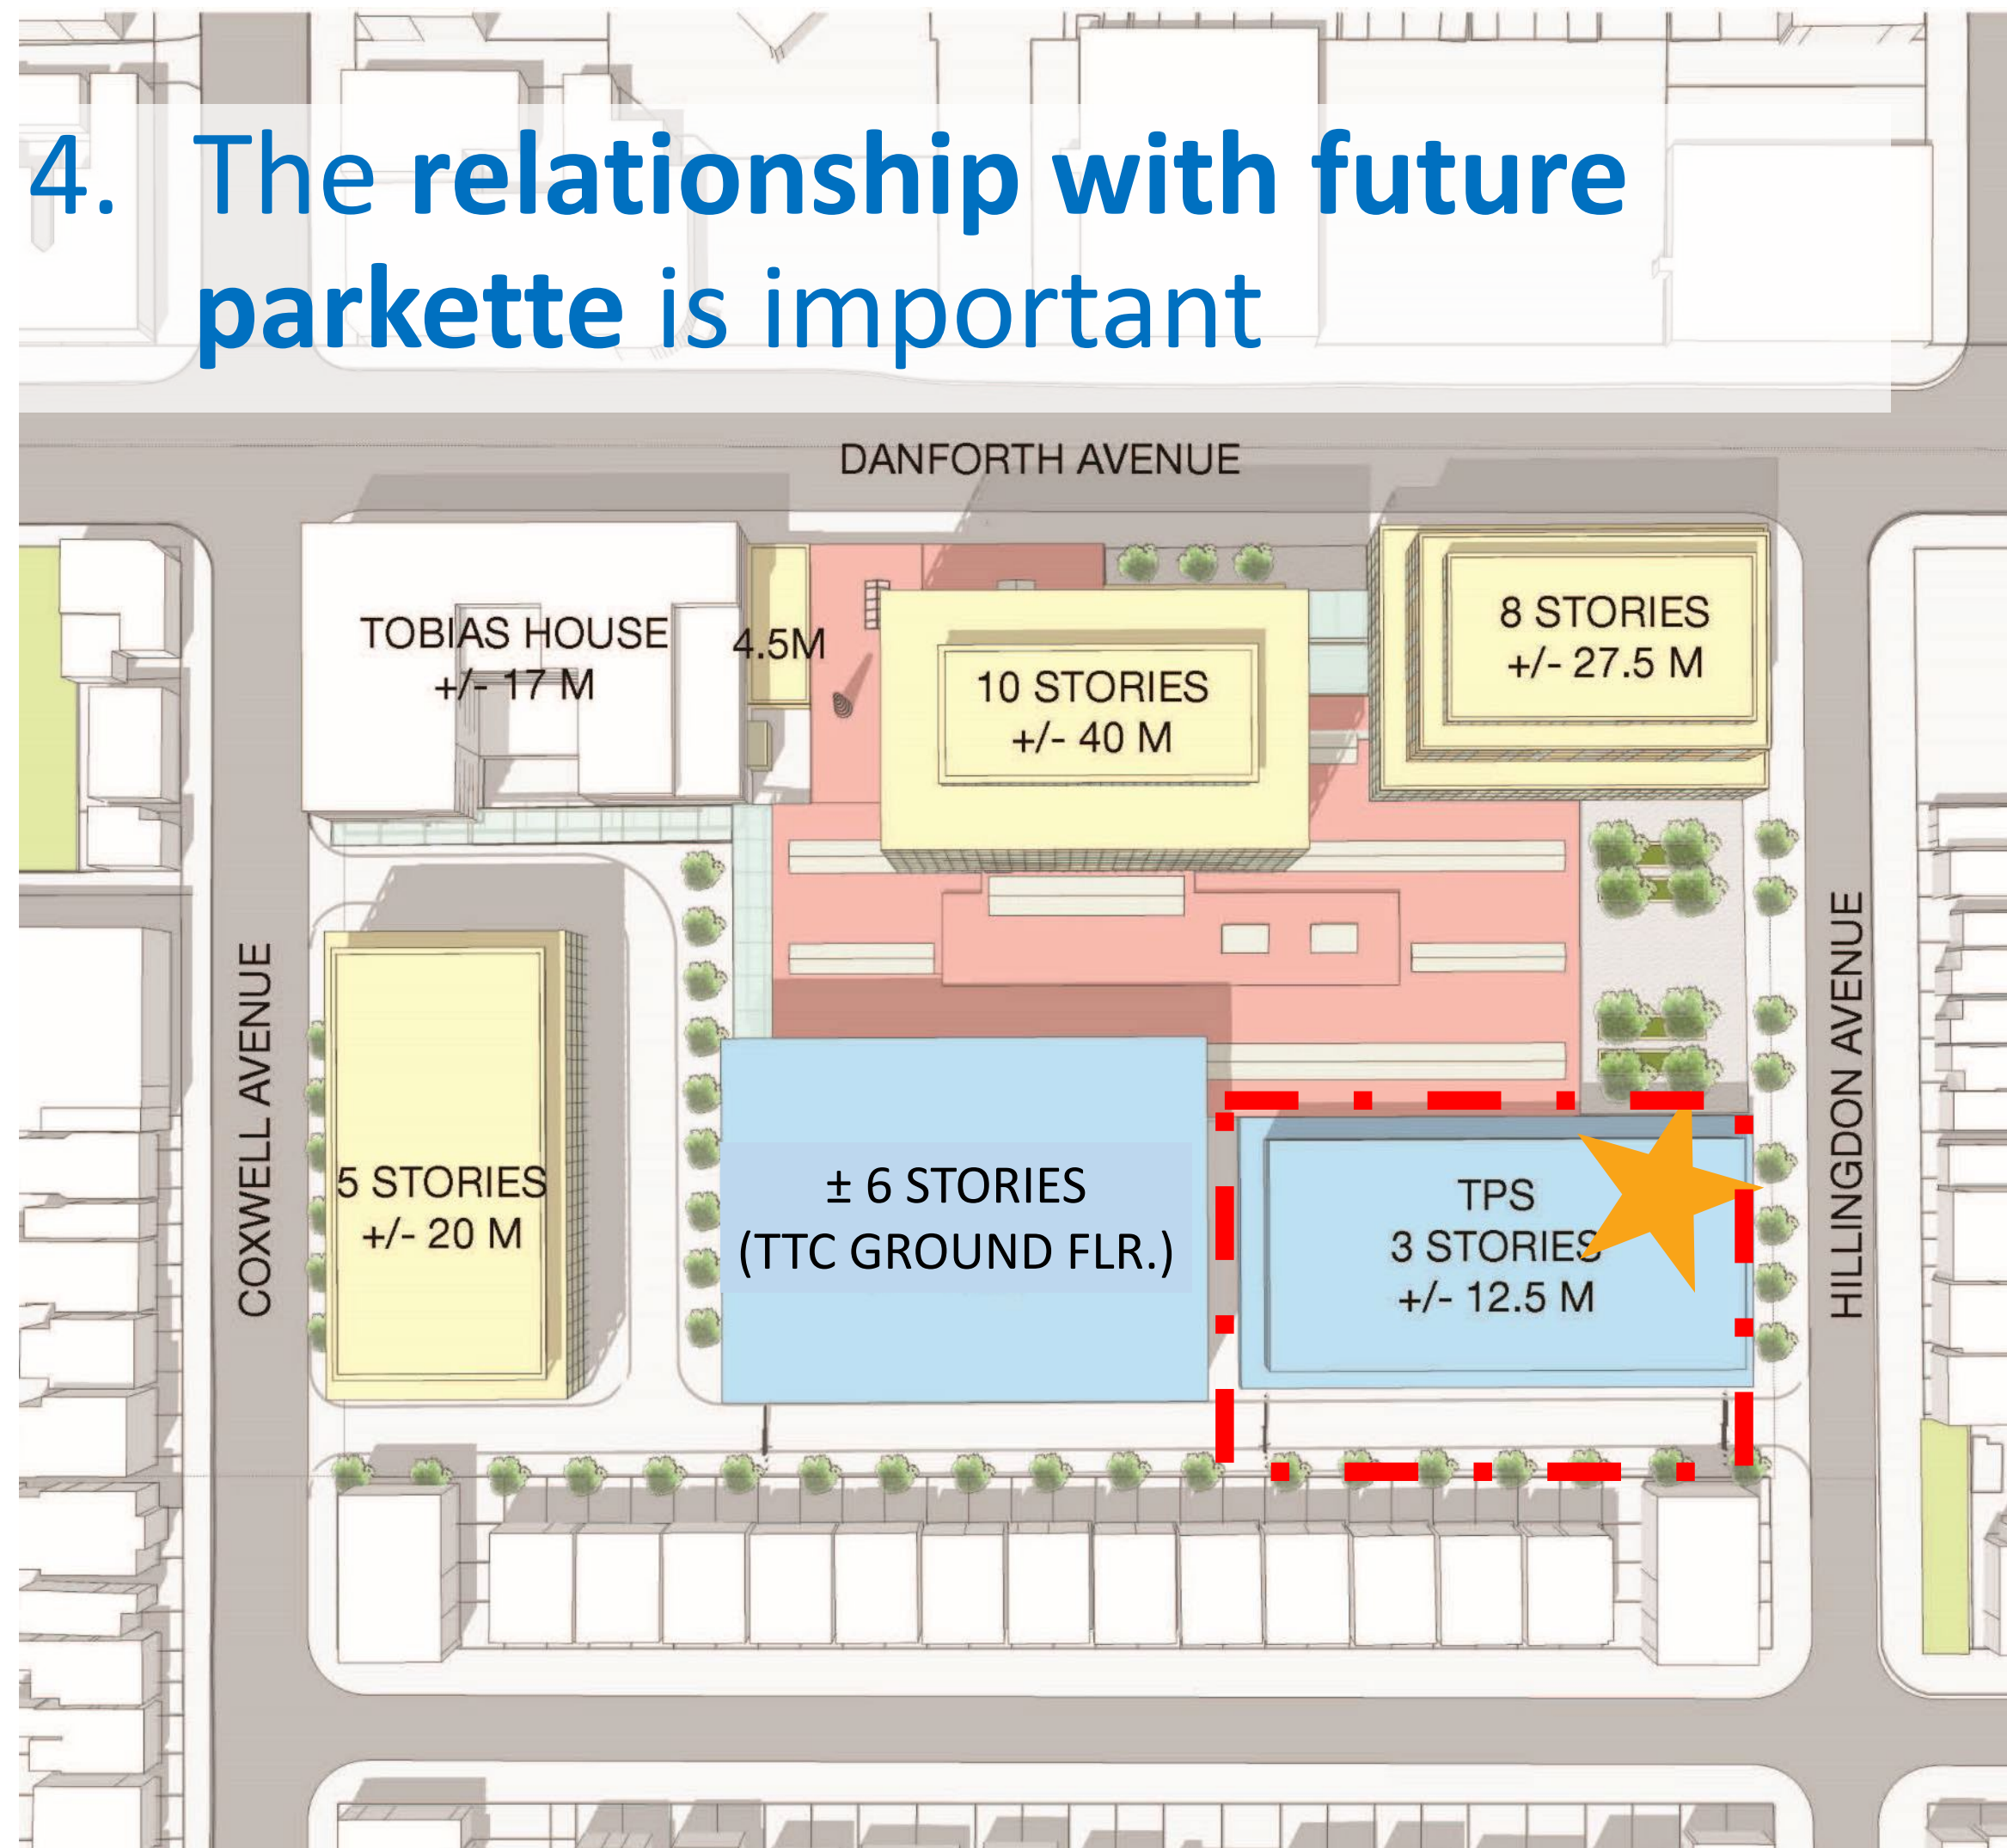 4. The relationship with future
parkette is important
DANFORTH AVENUE
TOBIAS HOUSE
+/- 17 M
4.5M
10 STORIES
+/- 40 M
8 STORIES
+/- 27.5 M
COXWELL AVENUE
5 STORIES
+/- 20 M
± 6 STORIES
(TTC GROUND FLR.)
TPS
3 STORIES
+/- 12.5 M
HILLINGDON AVENUE